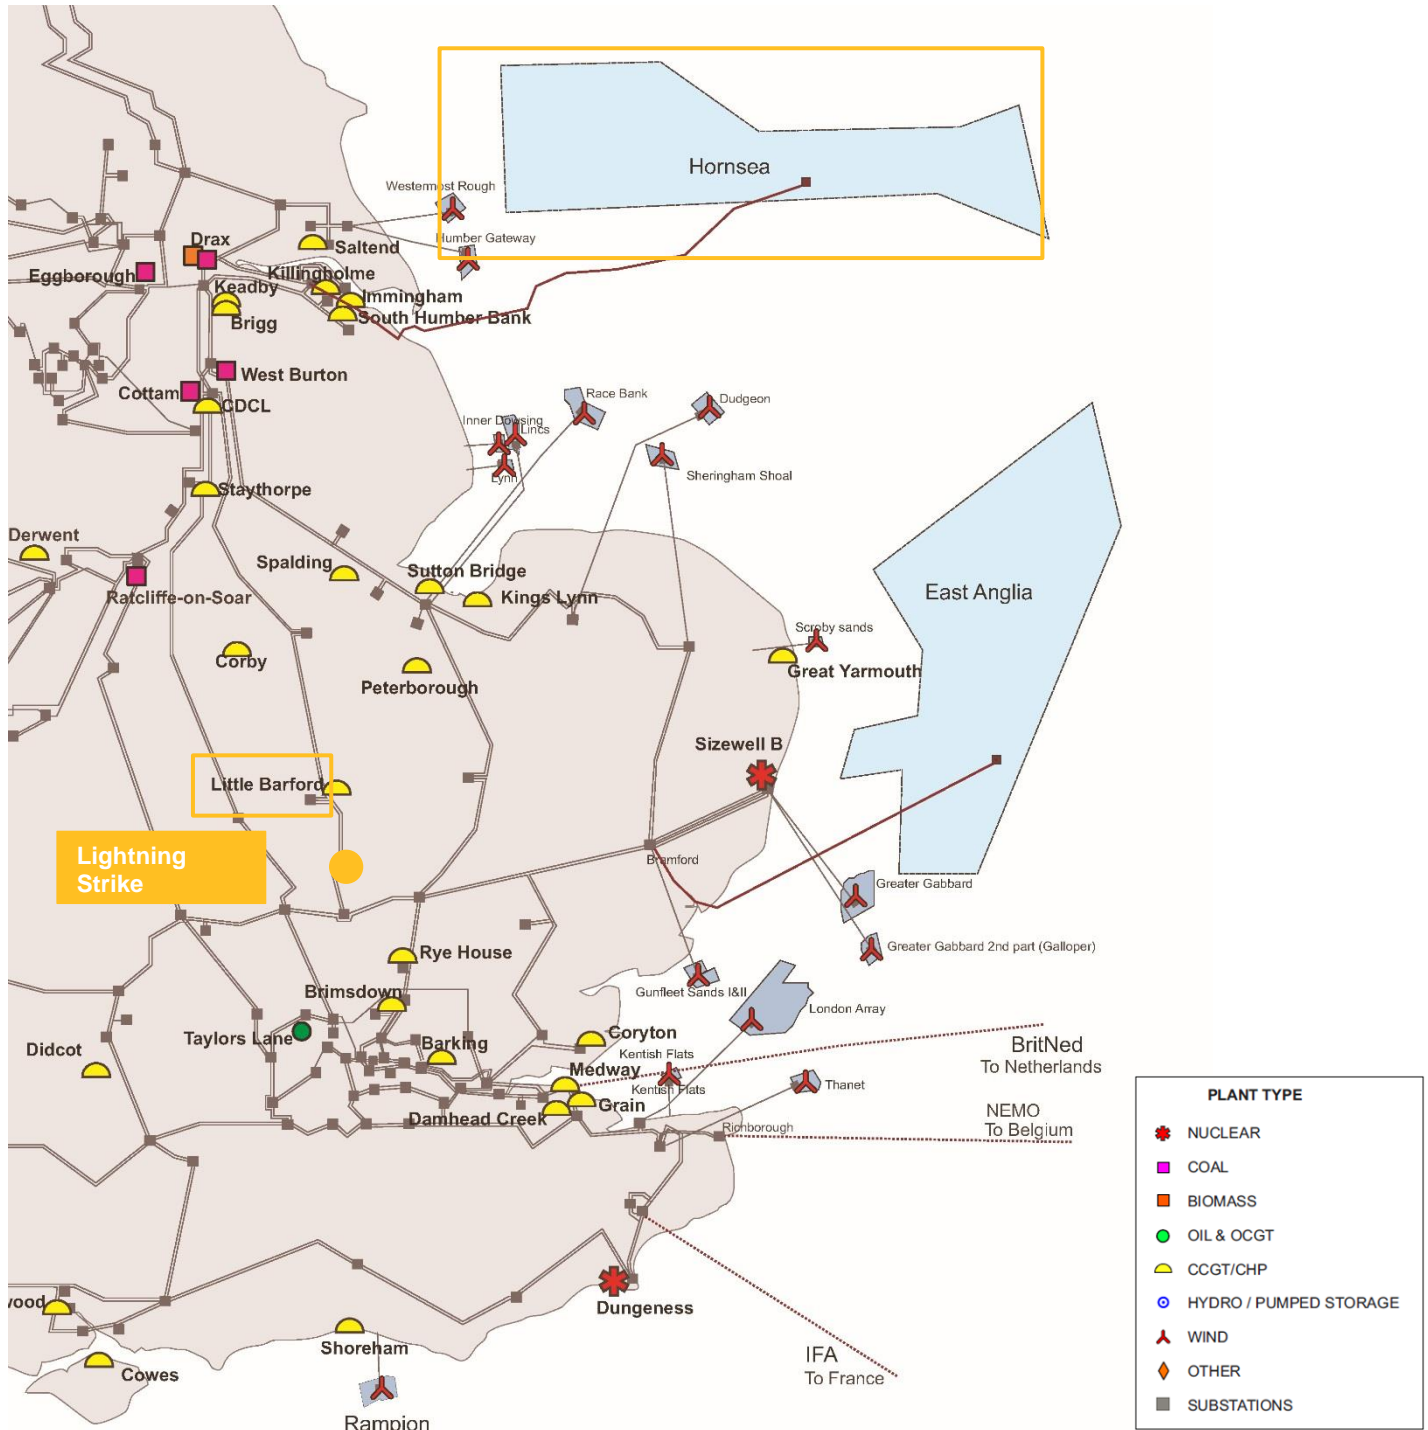 Hornsea
Westermost Rough
Humber Gateway
Drax
Saltend
Eggborough
Killingholme
Keadby
Immingham
Brigg
South Humber Bank
West Burton
Cottam
CDCL
Race Bank
Dudgeon
Inner Dowsing
Lincs
Lynn
Sheringham Shoal
Staythorpe
Derwent
Spalding
Sutton Bridge
Kings Lynn
Ratcliffe-on-Soar
East Anglia
Scroby sands
Corby
Great Yarmouth
Peterborough
Sizewell B
Little Barford
Lightning
Strike
Bramford
Greater Gabbard
Greater Gabbard 2nd part (Galloper)
Rye House
Gunfleet Sands I&II
Brimsdown
London Array
Taylors Lane
Coryton
Barking
Didcot
Kentish Flats
BritNed
To Netherlands
Medway
Thanet
Kentish Flats
Grain
Damhead Creek
NEMO
To Belgium
Richborough
PLANT TYPE
NUCLEAR
COAL
BIOMASS
OIL & OCGT
CCGT/CHP
HYDRO / PUMPED STORAGE
WIND
OTHER
SUBSTATIONS
wood
Dungeness
Shoreham
IFA
To France
Cowes
Rampion